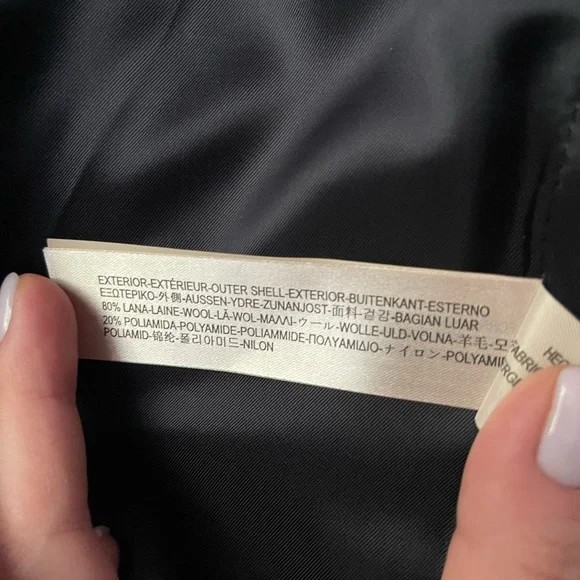 EXTERIOR-EXTÉRIEUR-OUTER SHELL-EXTERIOR-BUITENKANT-ESTERNO
ΕΞΩΤΕΡΙΚΟ-外側-AUSSEN-YDRE-ZUNANJOST-面料-겉감-BAGIAN LUAR
80% LANA-LAINE-WOOL-LÃ-WOL-ΜΑΛΛΙ-ウール-WOLLE-ULD-VOLNA-羊毛-모
20% POLIAMIDA-POLYAMIDE-POLIAMMIDE-ΠΟΛΥΑΜΙΔΙΟ-ナイロン-POLYAMID
POLIAMID-锦纶-폴리아미드-NILON